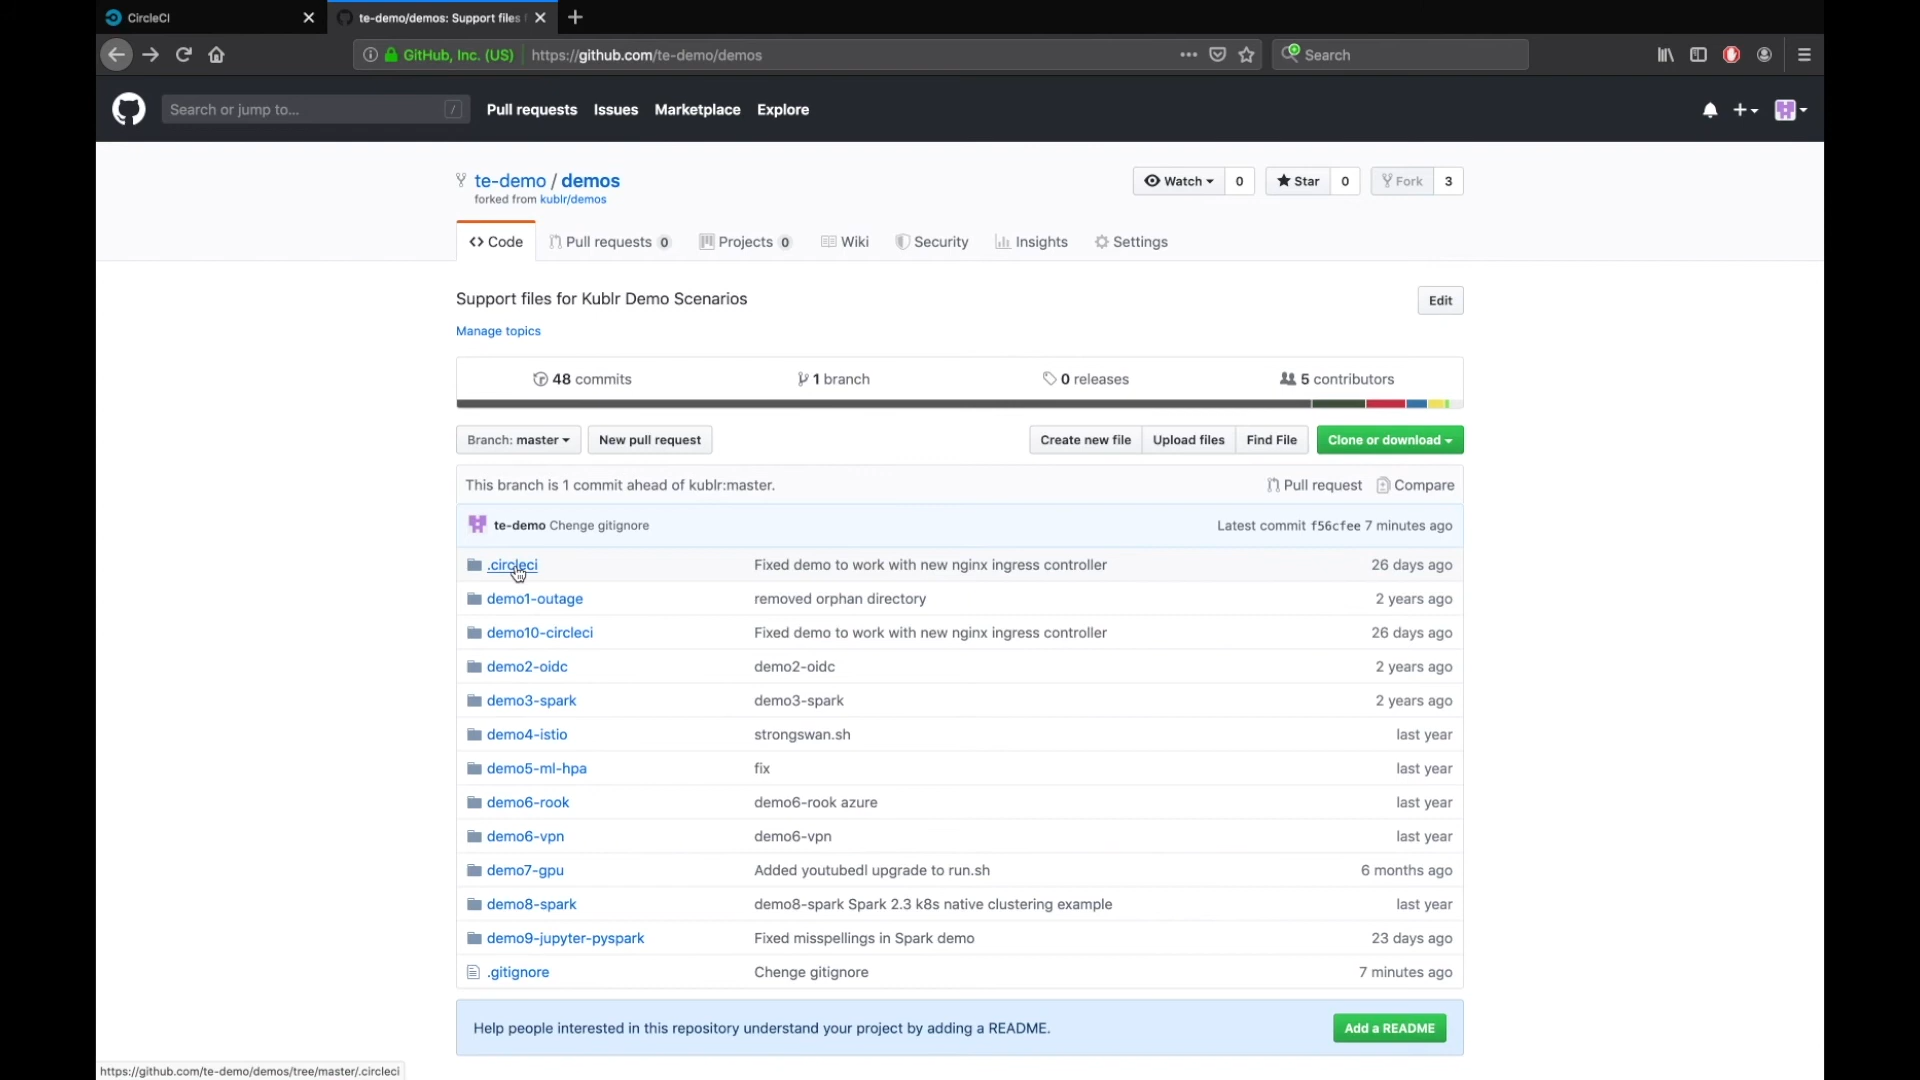 CircleCI
te-demo/demos: Support files f
GitHub, Inc. (US) https://github.com/te-demo/demos
Search
Search or jump to... /
Pull requests Issues Marketplace Explore
te-demo / demos
forked from kublr/demos
Watch 0 Star 0 Fork 3
Code Pull requests 0 Projects 0 Wiki Security Insights Settings
Support files for Kublr Demo Scenarios
Edit
Manage topics
48 commits 1 branch 0 releases 5 contributors
Branch: master New pull request Create new file Upload files Find File Clone or download
This branch is 1 commit ahead of kublr:master. Pull request Compare
te-demo Chenge gitignore Latest commit f56cfee 7 minutes ago
.circleci Fixed demo to work with new nginx ingress controller 26 days ago
demo1-outage removed orphan directory 2 years ago
demo10-circleci Fixed demo to work with new nginx ingress controller 26 days ago
demo2-oidc demo2-oidc 2 years ago
demo3-spark demo3-spark 2 years ago
demo4-istio strongswan.sh last year
demo5-ml-hpa fix last year
demo6-rook demo6-rook azure last year
demo6-vpn demo6-vpn last year
demo7-gpu Added youtubedl upgrade to run.sh 6 months ago
demo8-spark demo8-spark Spark 2.3 k8s native clustering example last year
demo9-jupyter-pyspark Fixed misspellings in Spark demo 23 days ago
.gitignore Chenge gitignore 7 minutes ago
Help people interested in this repository understand your project by adding a README. Add a README
https://github.com/te-demo/demos/tree/master/.circleci